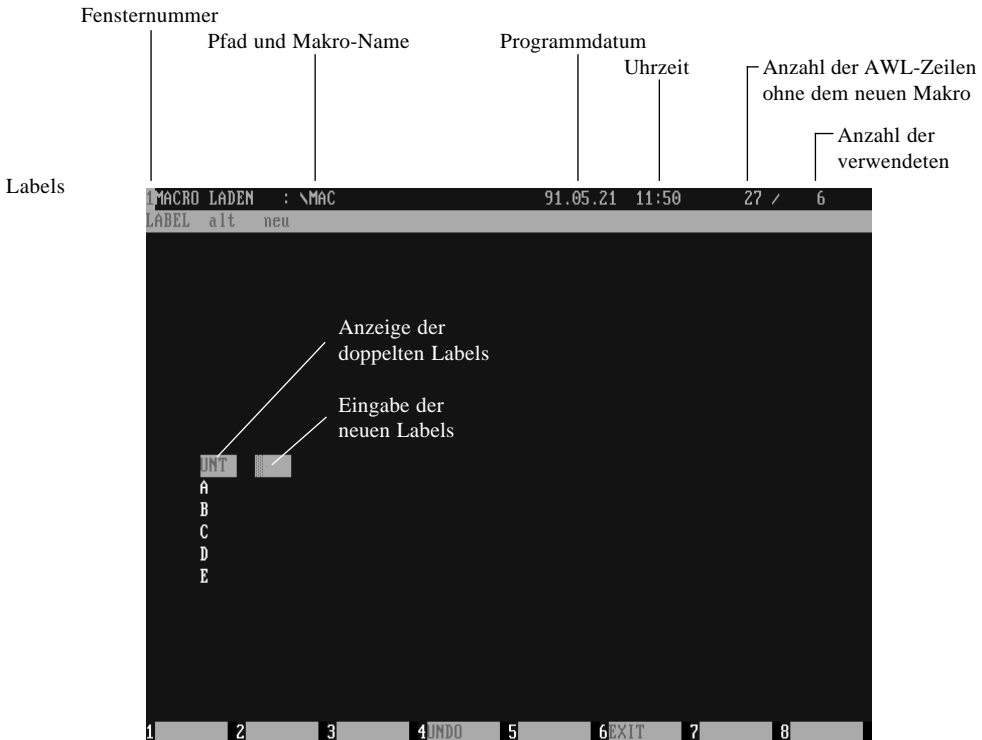 Fensternummer
Pfad und Makro-Name
Programmdatum
Uhrzeit
Anzahl der AWL-Zeilen
ohne dem neuen Makro
Anzahl der
verwendeten
Labels
1MACRO LADEN : \MAC 91.05.21 11:50 27 / 6
LABEL alt neu
Anzeige der
doppelten Labels
Eingabe der
neuen Labels
UNT
A
B
C
D
E
1 2 3 4UNDO 5 6EXIT 7 8